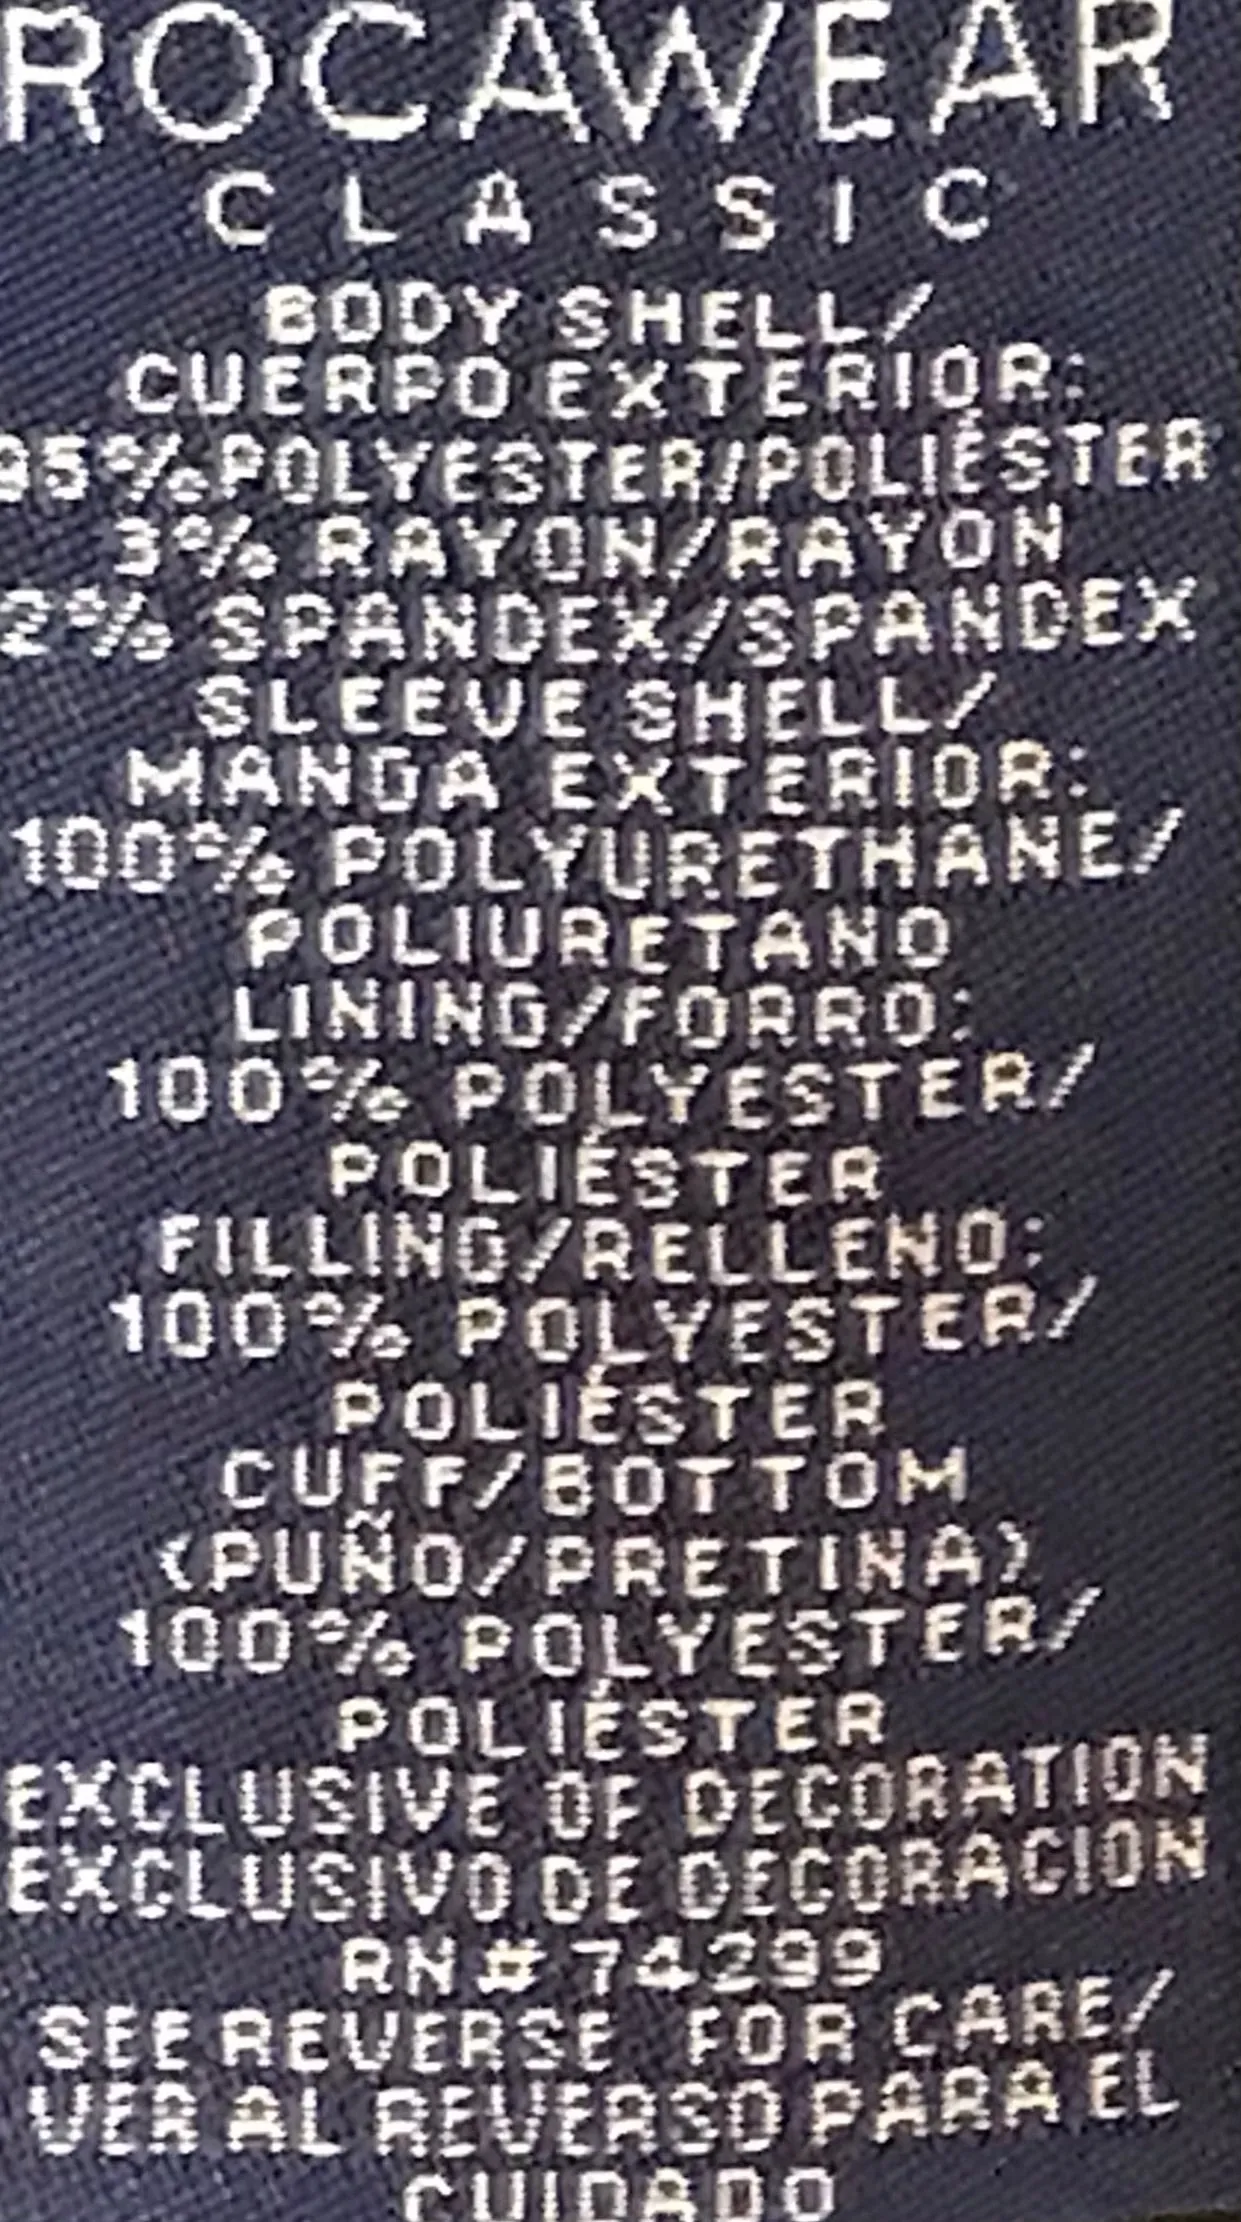 ROCAWEAR
CLASSIC
BODY SHELL/
CUERPO EXTERIOR:
95% POLYESTER/POLIÉSTER
3% RAYON/RAYON
2% SPANDEX/SPANDEX
SLEEVE SHELL/
MANGA EXTERIOR:
100% POLYURETHANE/
POLIURETANO
LINING/FORRO:
100% POLYESTER/
POLIÉSTER
FILLING/RELLENO:
100% POLYESTER/
POLIÉSTER
CUFF/BOTTOM
(PUÑO/PRETINA)
100% POLYESTER/
POLIÉSTER
EXCLUSIVE OF DECORATION
EXCLUSIVO DE DECORACION
RN# 74299
SEE REVERSE FOR CARE/
VER AL REVERSO PARA EL
CUIDADO